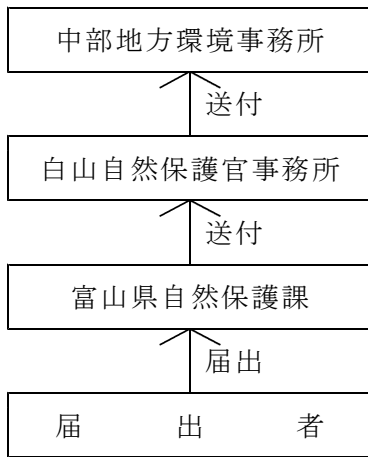 中部地方環境事務所
送付
白山自然保護官事務所
送付
富山県自然保護課
届出
届出者